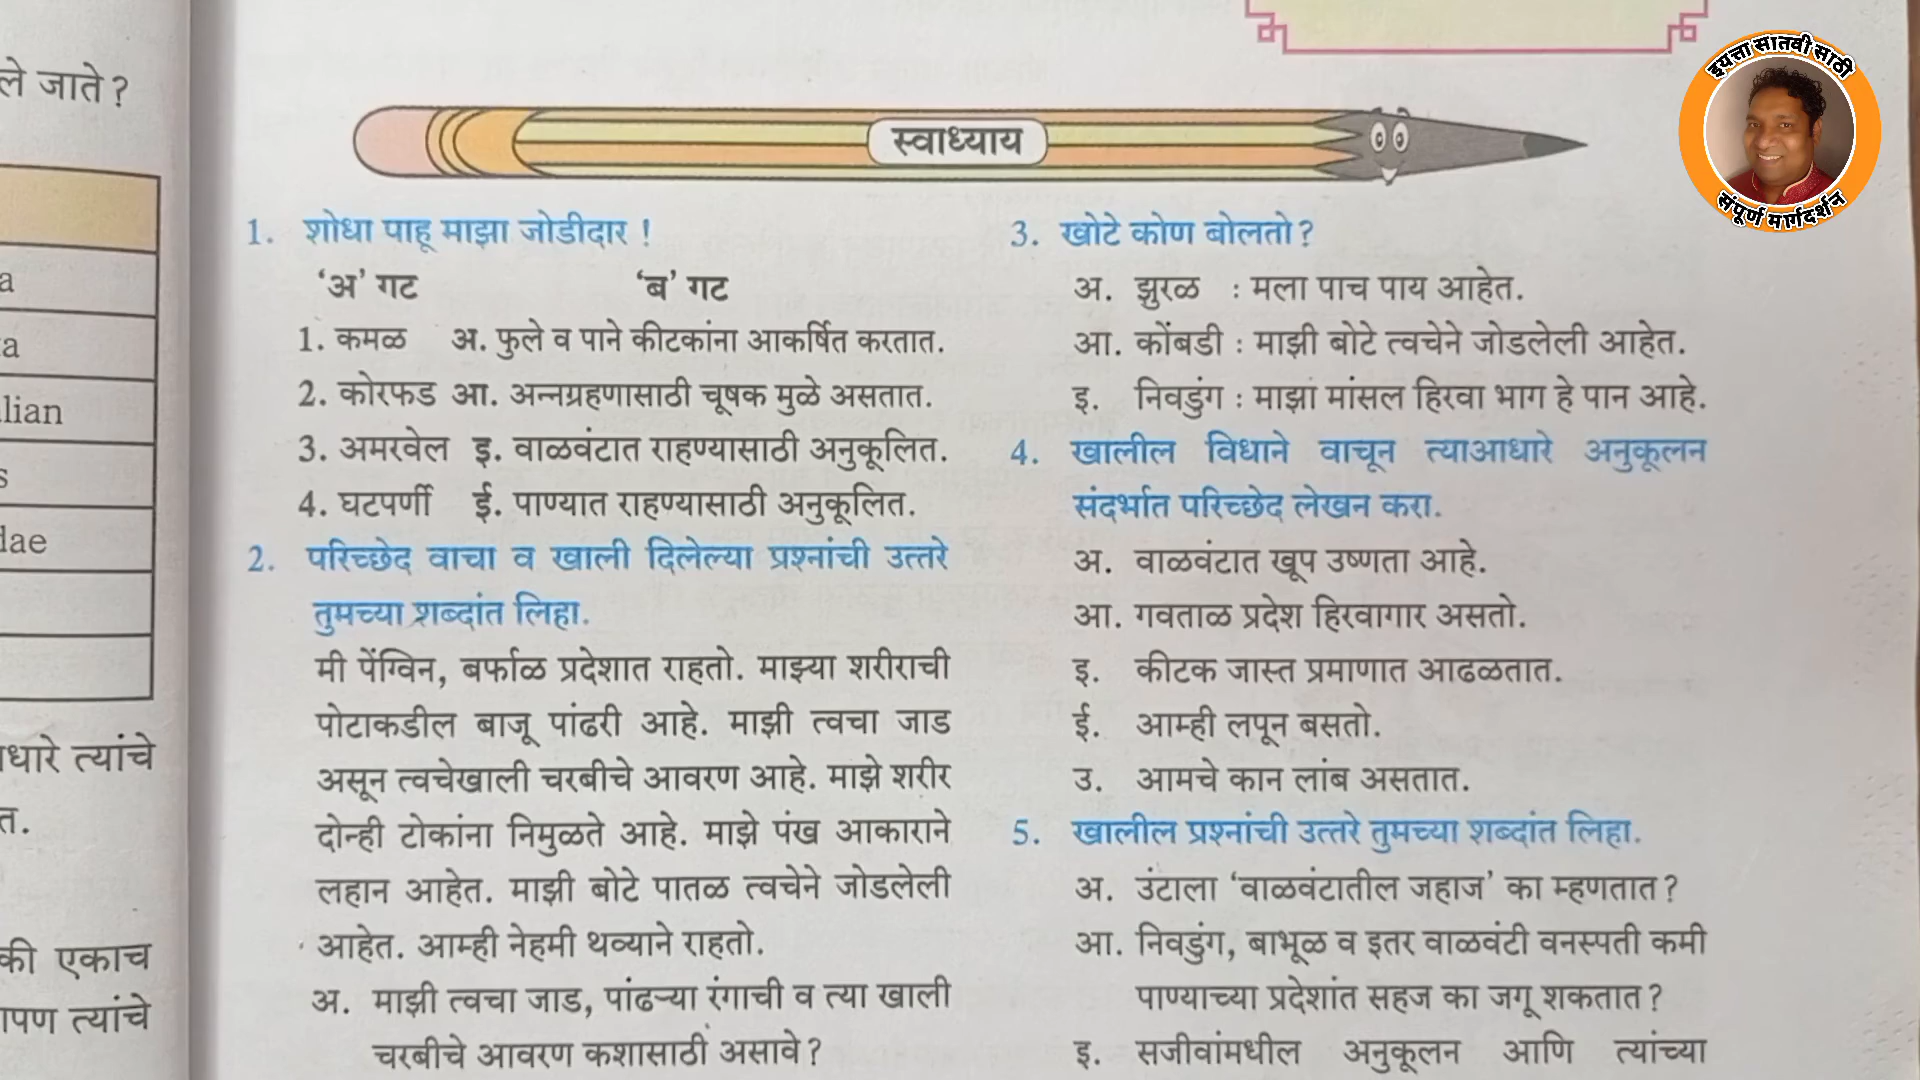 ले जाते?
a
a
lian
s
dae
धारे त्यांचे
त.
की एकाच
पण त्यांचे
स्वाध्याय
1. शोधा पाहू माझा जोडीदार !
‘अ’ गट ‘ब’ गट
1. कमळ अ. फुले व पाने कीटकांना आकर्षित करतात.
2. कोरफड आ. अन्नग्रहणासाठी चूषक मुळे असतात.
3. अमरवेल इ. वाळवंटात राहण्यासाठी अनुकूलित.
4. घटपर्णी ई. पाण्यात राहण्यासाठी अनुकूलित.
2. परिच्छेद वाचा व खाली दिलेल्या प्रश्नांची उत्तरे
तुमच्या शब्दांत लिहा.
मी पेंग्विन, बर्फाळ प्रदेशात राहतो. माझ्या शरीराची
पोटाकडील बाजू पांढरी आहे. माझी त्वचा जाड
असून त्वचेखाली चरबीचे आवरण आहे. माझे शरीर
दोन्ही टोकांना निमुळते आहे. माझे पंख आकाराने
लहान आहेत. माझी बोटे पातळ त्वचेने जोडलेली
आहेत. आम्ही नेहमी थव्याने राहतो.
अ. माझी त्वचा जाड, पांढऱ्या रंगाची व त्या खाली
चरबीचे आवरण कशासाठी असावे?
3. खोटे कोण बोलतो?
अ. झुरळ : मला पाच पाय आहेत.
आ. कोंबडी : माझी बोटे त्वचेने जोडलेली आहेत.
इ. निवडुंग : माझा मांसल हिरवा भाग हे पान आहे.
4. खालील विधाने वाचून त्याआधारे अनुकूलन
संदर्भात परिच्छेद लेखन करा.
अ. वाळवंटात खूप उष्णता आहे.
आ. गवताळ प्रदेश हिरवागार असतो.
इ. कीटक जास्त प्रमाणात आढळतात.
ई. आम्ही लपून बसतो.
उ. आमचे कान लांब असतात.
5. खालील प्रश्नांची उत्तरे तुमच्या शब्दांत लिहा.
अ. उंटाला ‘वाळवंटातील जहाज’ का म्हणतात?
आ. निवडुंग, बाभूळ व इतर वाळवंटी वनस्पती कमी
पाण्याच्या प्रदेशांत सहज का जगू शकतात?
इ. सजीवांमधील अनुकूलन आणि त्यांच्या
इयत्ता सातवी साठी
संपूर्ण मार्गदर्शन